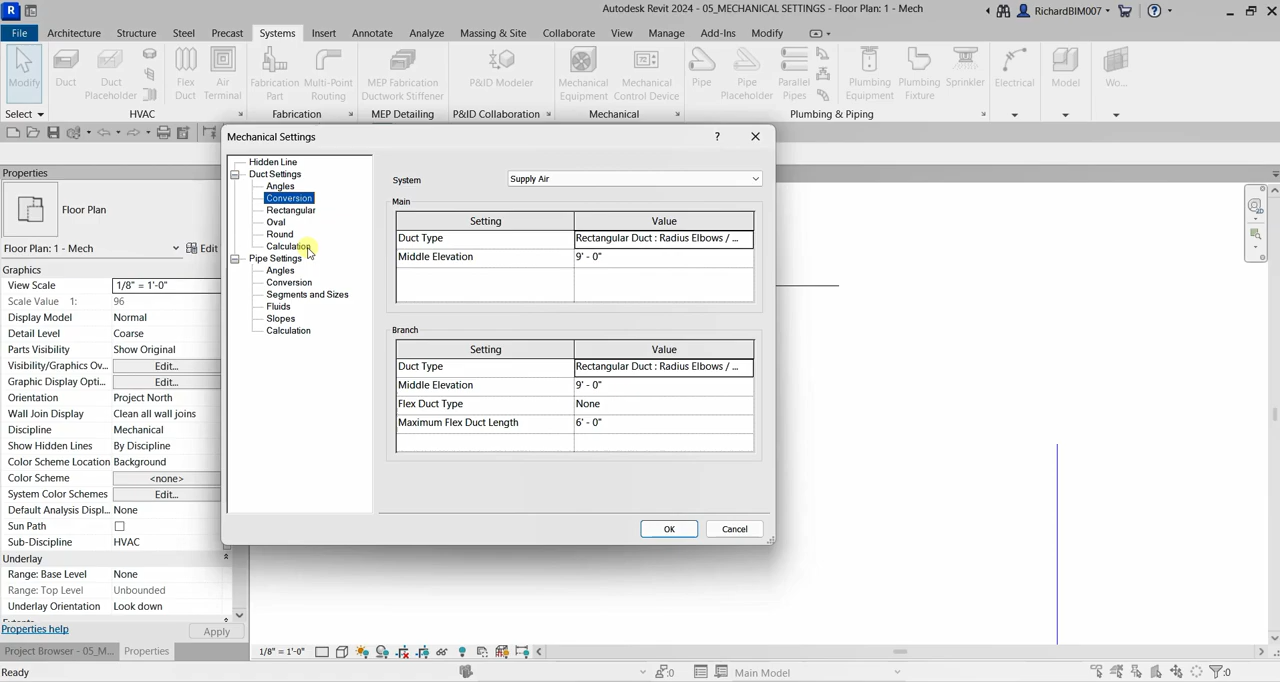 Autodesk Revit 2024 - 05_MECHANICAL SETTINGS - Floor Plan: 1 - Mech
RichardBIM007
File Architecture Structure Steel Precast Systems Insert Annotate Analyze Massing & Site Collaborate View Manage Add-Ins Modify
Modify Duct Duct Placeholder Flex Duct Air Terminal Fabrication Part Multi-Point Routing MEP Fabrication Ductwork Stiffener P&ID Modeler Mechanical Equipment Mechanical Control Device Pipe Pipe Placeholder Parallel Pipes Plumbing Equipment Plumbing Fixture Sprinkler Electrical Model Wo...
Select HVAC Fabrication MEP Detailing P&ID Collaboration Mechanical Plumbing & Piping
Properties
Floor Plan
Floor Plan: 1 - Mech Edit
Graphics
View Scale 1/8" = 1'-0"
Scale Value 1: 96
Display Model Normal
Detail Level Coarse
Parts Visibility Show Original
Visibility/Graphics Ov... Edit...
Graphic Display Opti... Edit...
Orientation Project North
Wall Join Display Clean all wall joins
Discipline Mechanical
Show Hidden Lines By Discipline
Color Scheme Location Background
Color Scheme <none>
System Color Schemes Edit...
Default Analysis Displ... None
Sun Path
Sub-Discipline HVAC
Underlay
Range: Base Level None
Range: Top Level Unbounded
Underlay Orientation Look down
Properties help Apply
Project Browser - 05_M... Properties
Mechanical Settings
Hidden Line
Duct Settings
Angles
Conversion
Rectangular
Oval
Round
Calculation
Pipe Settings
Angles
Conversion
Segments and Sizes
Fluids
Slopes
Calculation
System Supply Air
Main
Setting Value
Duct Type Rectangular Duct : Radius Elbows / ...
Middle Elevation 9' - 0"
Branch
Setting Value
Duct Type Rectangular Duct : Radius Elbows / ...
Middle Elevation 9' - 0"
Flex Duct Type None
Maximum Flex Duct Length 6' - 0"
OK Cancel
1/8" = 1'-0"
Ready :0 Main Model :0